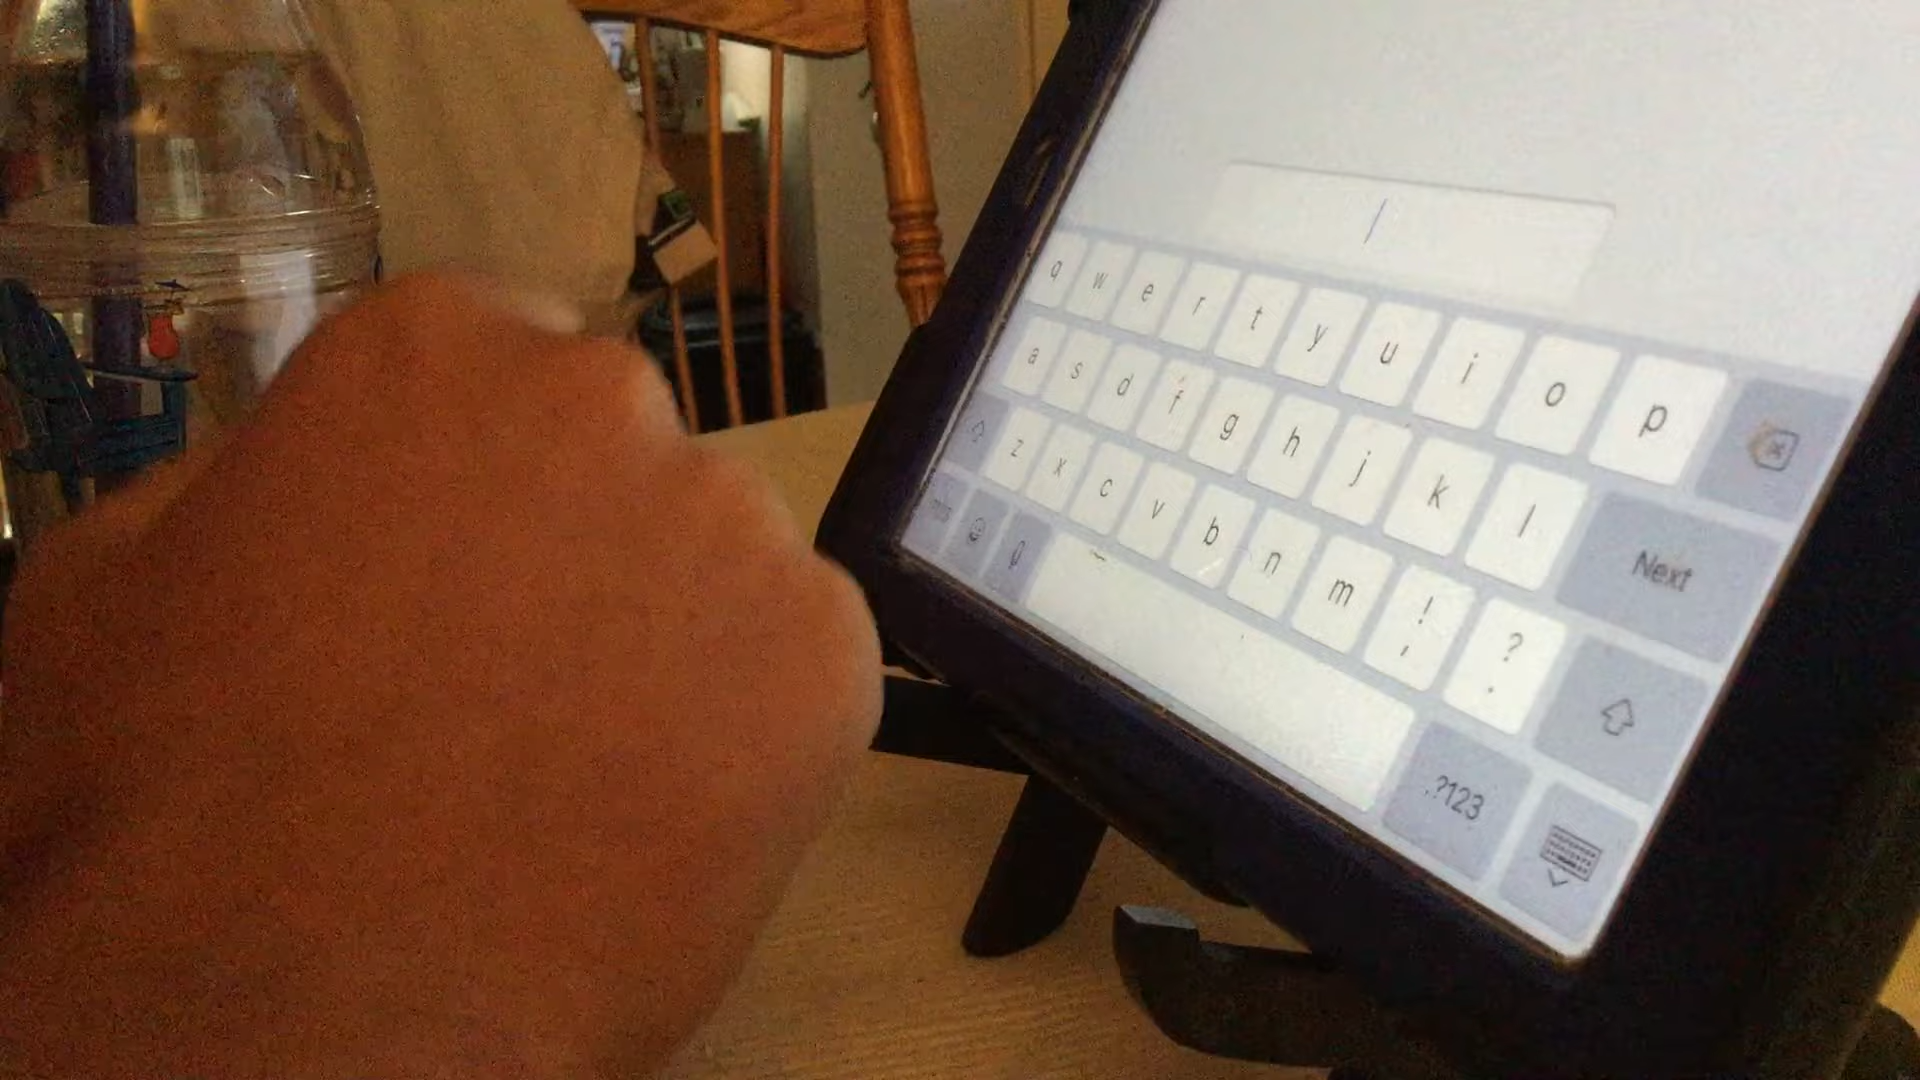 q w e r t y u i o p
a s d f g h j k l Next
z x c v b n m ! , ? .
.?123